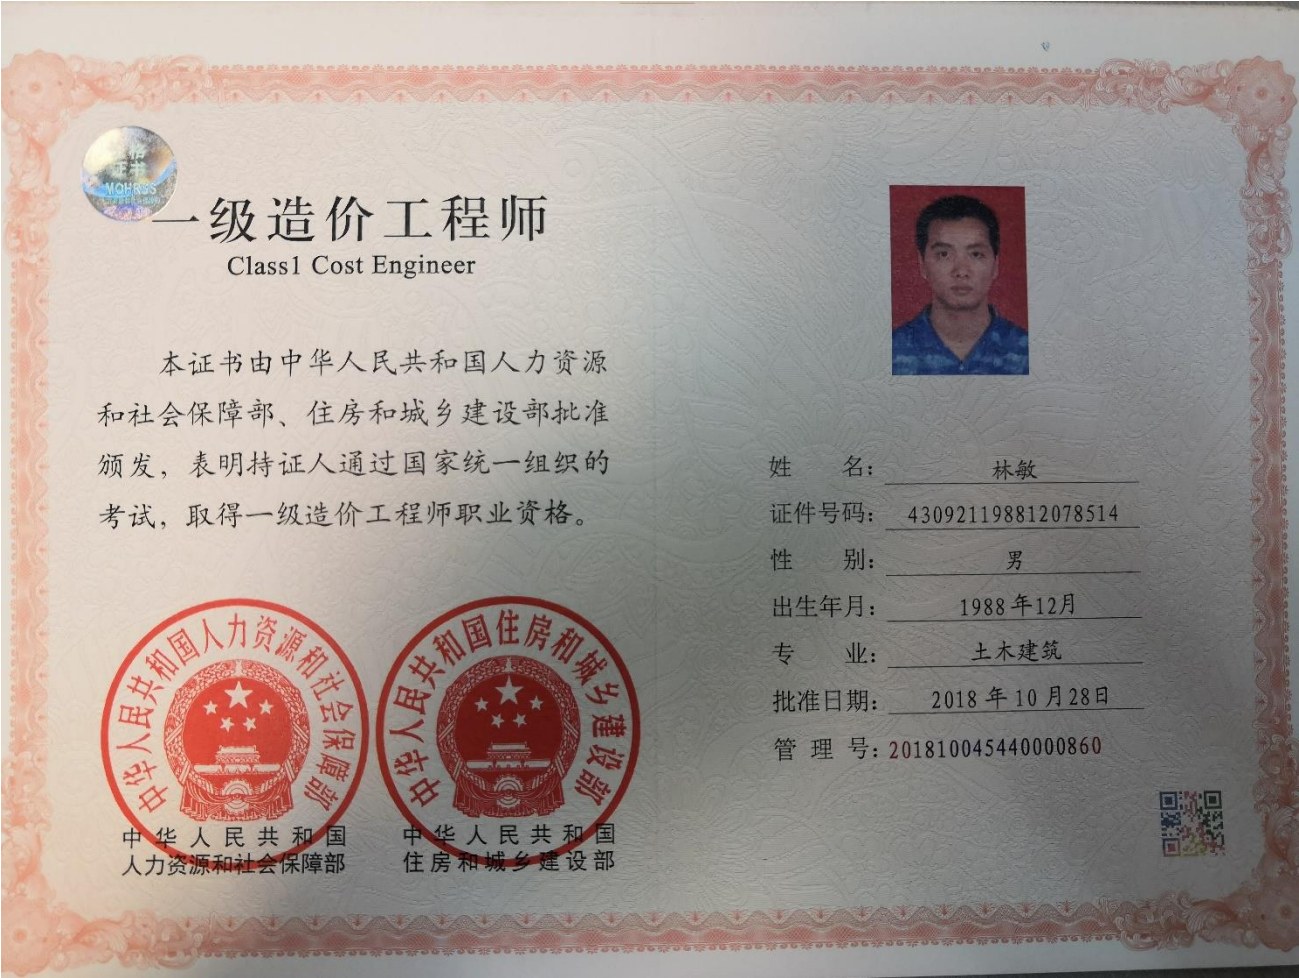 资格
证书
MOHRSS
一级造价工程师
Class1 Cost Engineer
本证书由中华人民共和国人力资源
和社会保障部、住房和城乡建设部批准
颁发，表明持证人通过国家统一组织的
考试，取得一级造价工程师职业资格。
中华人民共和国人力资源和社会保障部
中华人民共和国
人力资源和社会保障部
中华人民共和国住房和城乡建设部
中华人民共和国
住房和城乡建设部
姓 名： 林敏
证件号码： 430921198812078514
性 别： 男
出生年月： 1988年12月
专 业： 土木建筑
批准日期： 2018年10月28日
管 理 号：201810045440000860